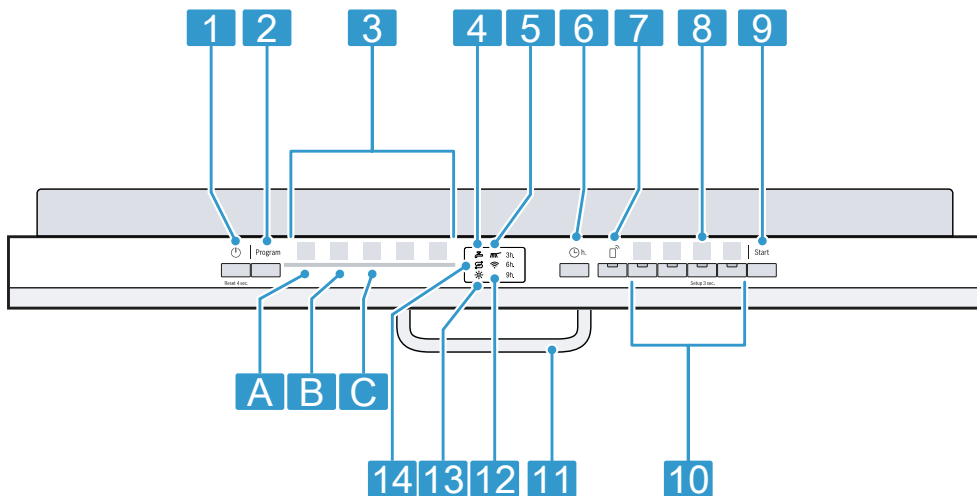 1 2 3 4 5 6 7 8 9
Program
3h.
h.
Start
6h.
9h.
Reset 4 sec.
Setup 3 sec.
A B C
14 13 12 11 10